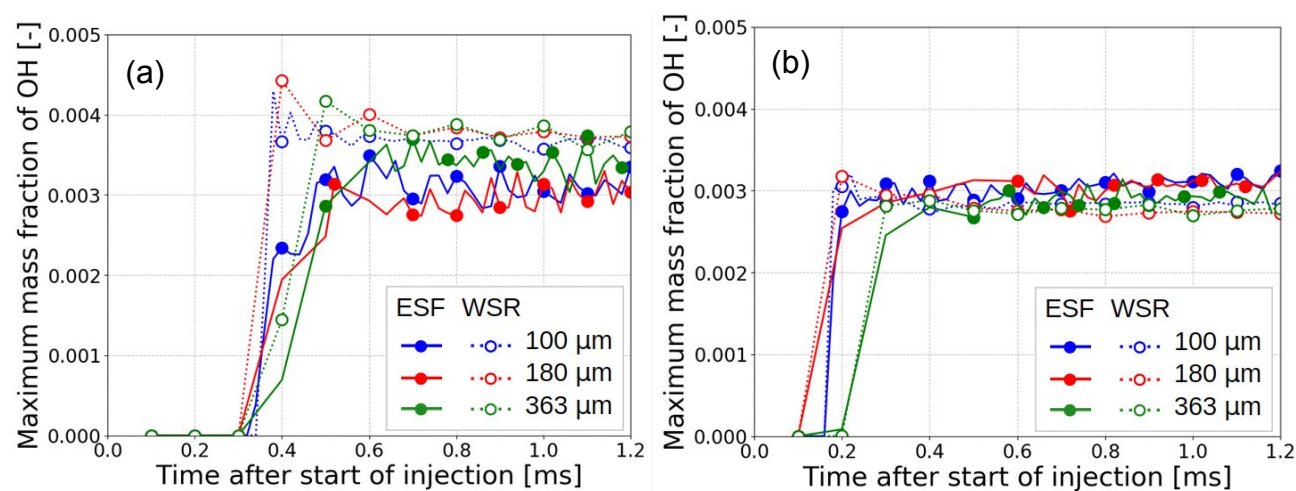 (a)
Maximum mass fraction of OH [-]
0.005
0.004
0.003
0.002
0.001
0.000
0.0 0.2 0.4 0.6 0.8 1.0 1.2
Time after start of injection [ms]
ESF WSR
100 µm
180 µm
363 µm
(b)
Maximum mass fraction of OH [-]
0.005
0.004
0.003
0.002
0.001
0.000
0.0 0.2 0.4 0.6 0.8 1.0 1.2
Time after start of injection [ms]
ESF WSR
100 µm
180 µm
363 µm